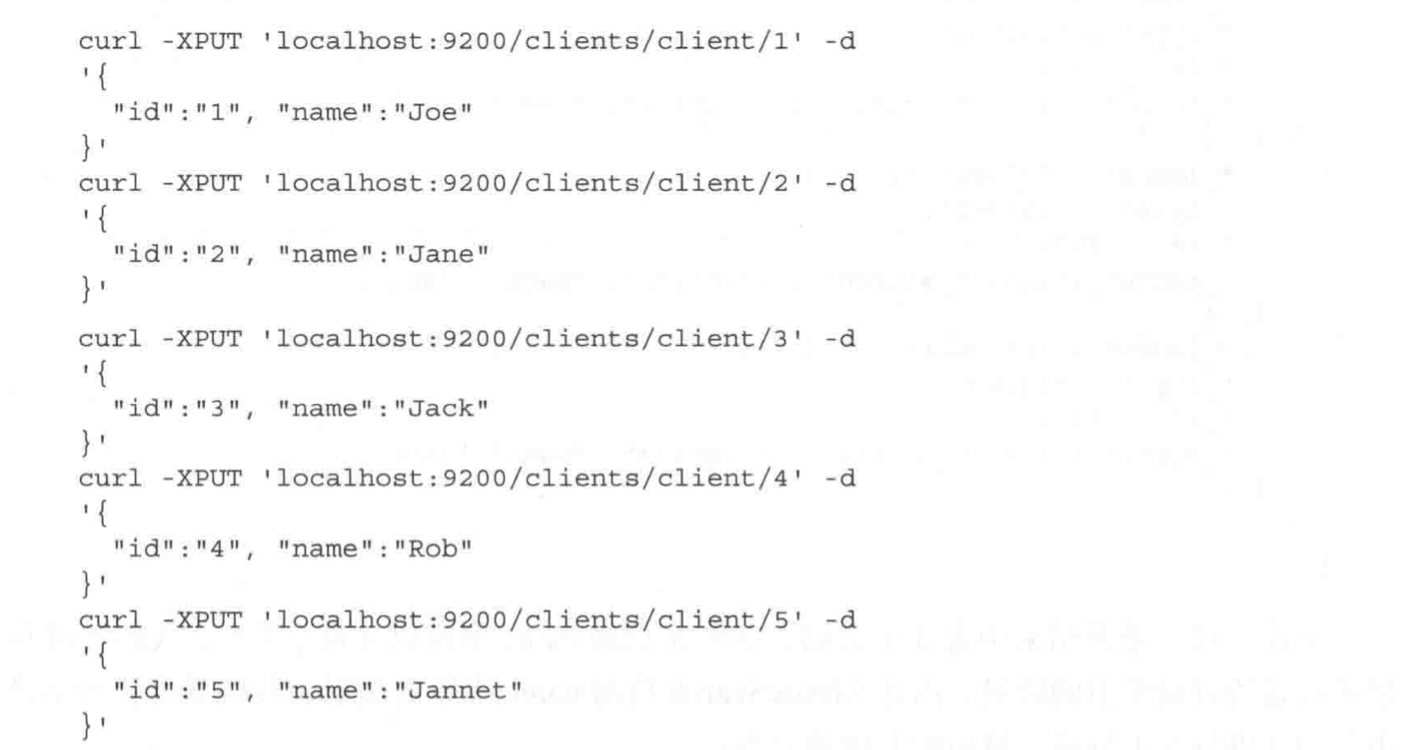 curl -XPUT 'localhost:9200/clients/client/1' -d
'{
  "id":"1", "name":"Joe"
}'
curl -XPUT 'localhost:9200/clients/client/2' -d
'{
  "id":"2", "name":"Jane"
}'
curl -XPUT 'localhost:9200/clients/client/3' -d
'{
  "id":"3", "name":"Jack"
}'
curl -XPUT 'localhost:9200/clients/client/4' -d
'{
  "id":"4", "name":"Rob"
}'
curl -XPUT 'localhost:9200/clients/client/5' -d
'{
  "id":"5", "name":"Jannet"
}'